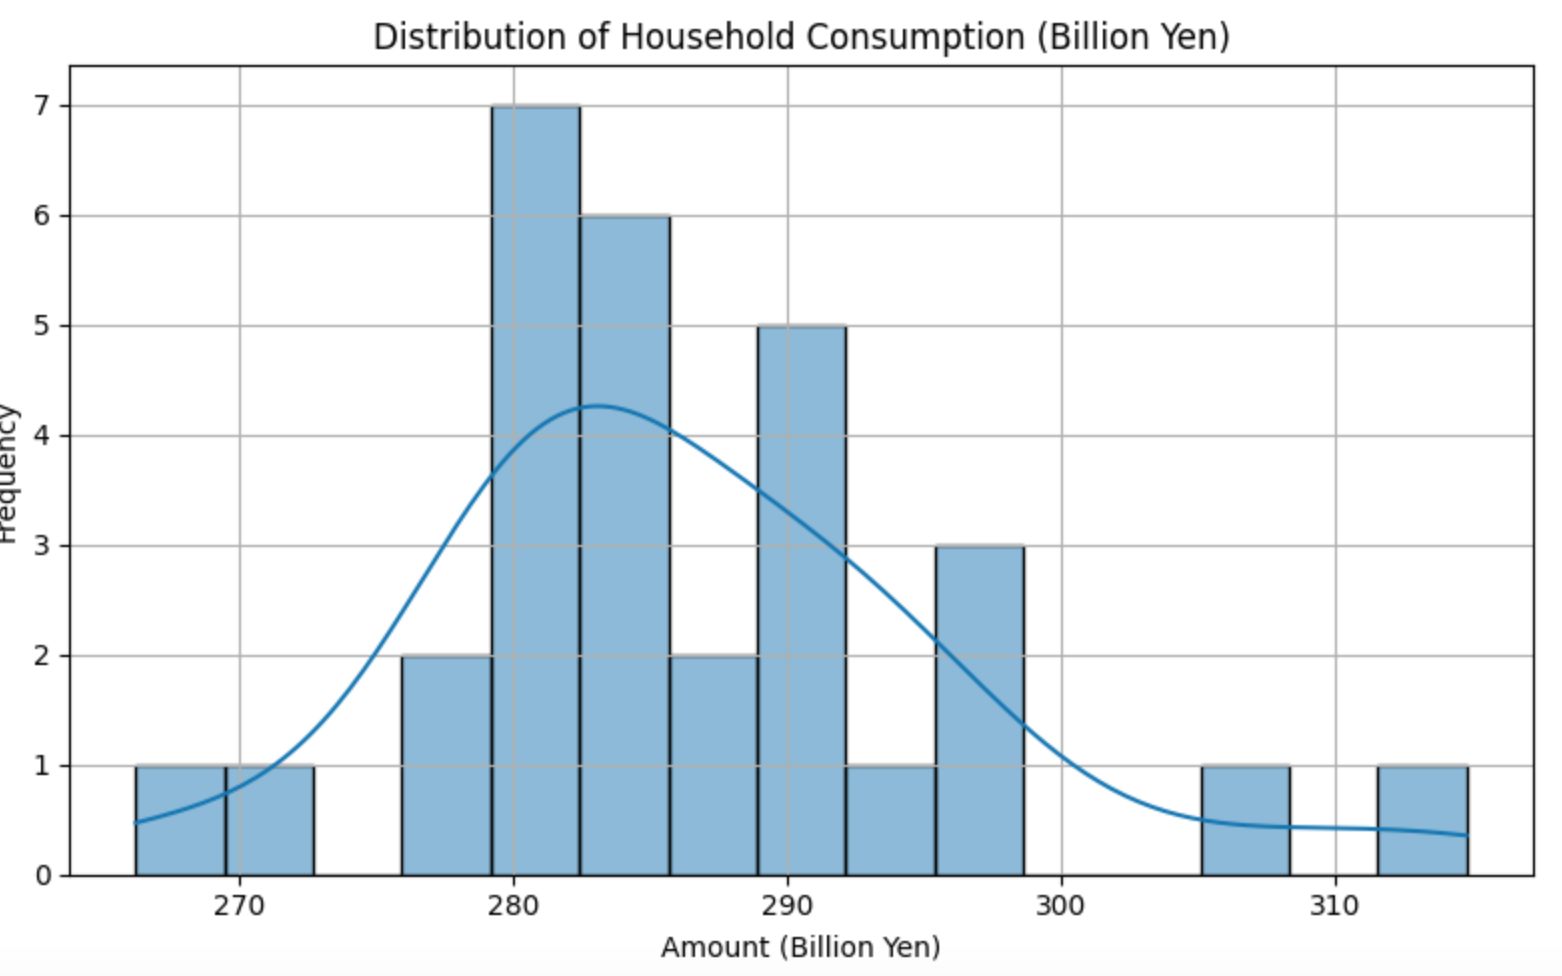 Distribution of Household Consumption (Billion Yen)
7
6
5
4
3
2
1
0
Frequency
270 280 290 300 310
Amount (Billion Yen)